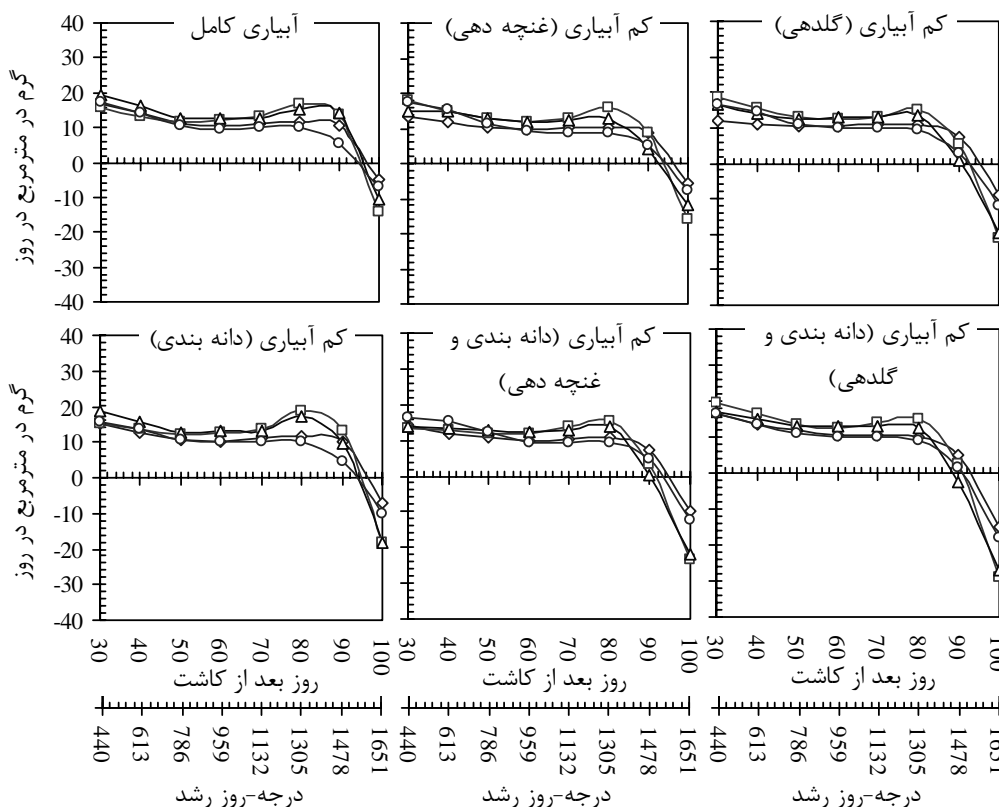 آبیاری کامل
کم آبیاری (غنچه دهی)
کم آبیاری (گلدهی)
گرم در مترمربع در روز
40
30
20
10
0
-10
-20
-30
-40
کم آبیاری (دانه بندی)
کم آبیاری (دانه بندی و
غنچه دهی)
کم آبیاری (دانه بندی و
گلدهی)
گرم در مترمربع در روز
40
30
20
10
0
-10
-20
-30
-40
30 40 50 60 70 80 90 100
30 40 50 60 70 80 90 100
30 40 50 60 70 80 90 100
روز بعد از کاشت
روز بعد از کاشت
روز بعد از کاشت
440 613 786 959 1132 1305 1478 1651
440 613 786 959 1132 1305 1478 1651
440 613 786 959 1132 1305 1478 1651
درجه-روز رشد
درجه-روز رشد
درجه-روز رشد